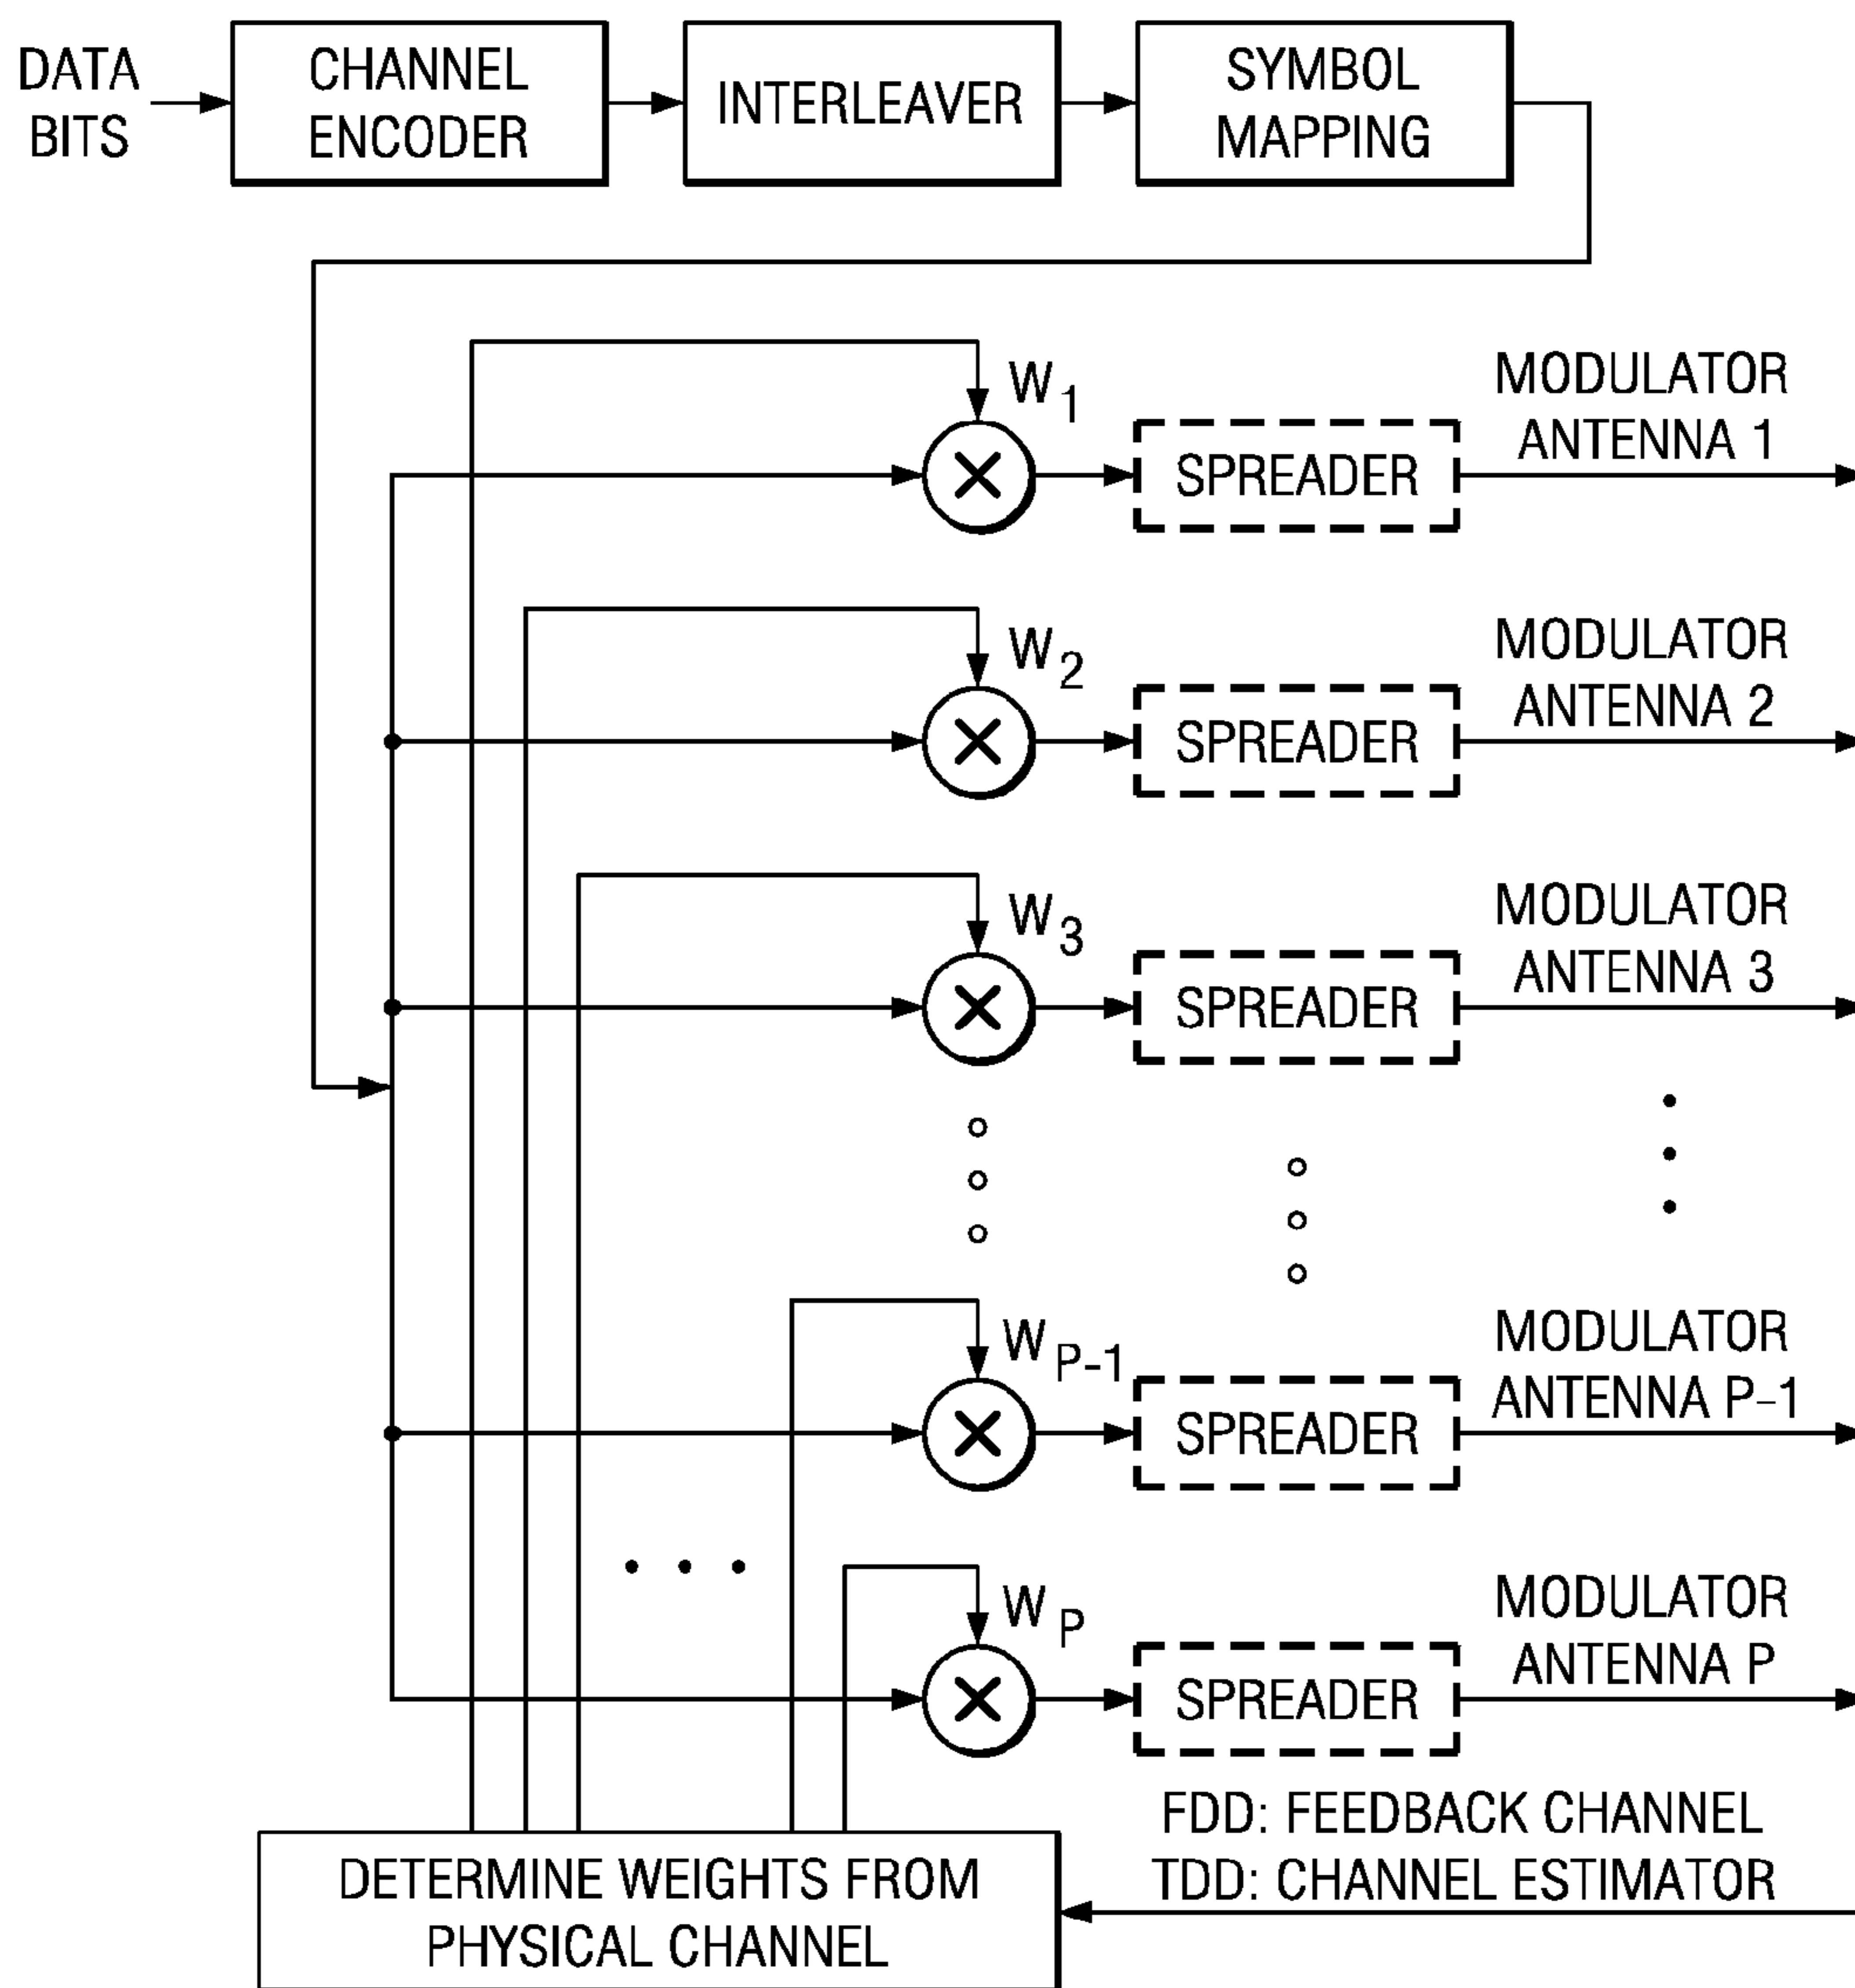 DATA
BITS
CHANNEL
ENCODER
INTERLEAVER
SYMBOL
MAPPING
W1
SPREADER
MODULATOR
ANTENNA 1
W2
SPREADER
MODULATOR
ANTENNA 2
W3
SPREADER
MODULATOR
ANTENNA 3
WP-1
SPREADER
MODULATOR
ANTENNA P-1
WP
SPREADER
MODULATOR
ANTENNA P
FDD: FEEDBACK CHANNEL
TDD: CHANNEL ESTIMATOR
DETERMINE WEIGHTS FROM
PHYSICAL CHANNEL